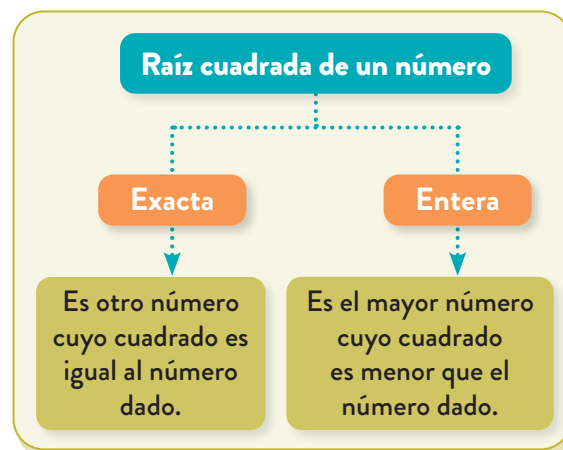 Raíz cuadrada de un número
Exacta
Entera
Es otro número
cuyo cuadrado es
igual al número
dado.
Es el mayor número
cuyo cuadrado
es menor que el
número dado.